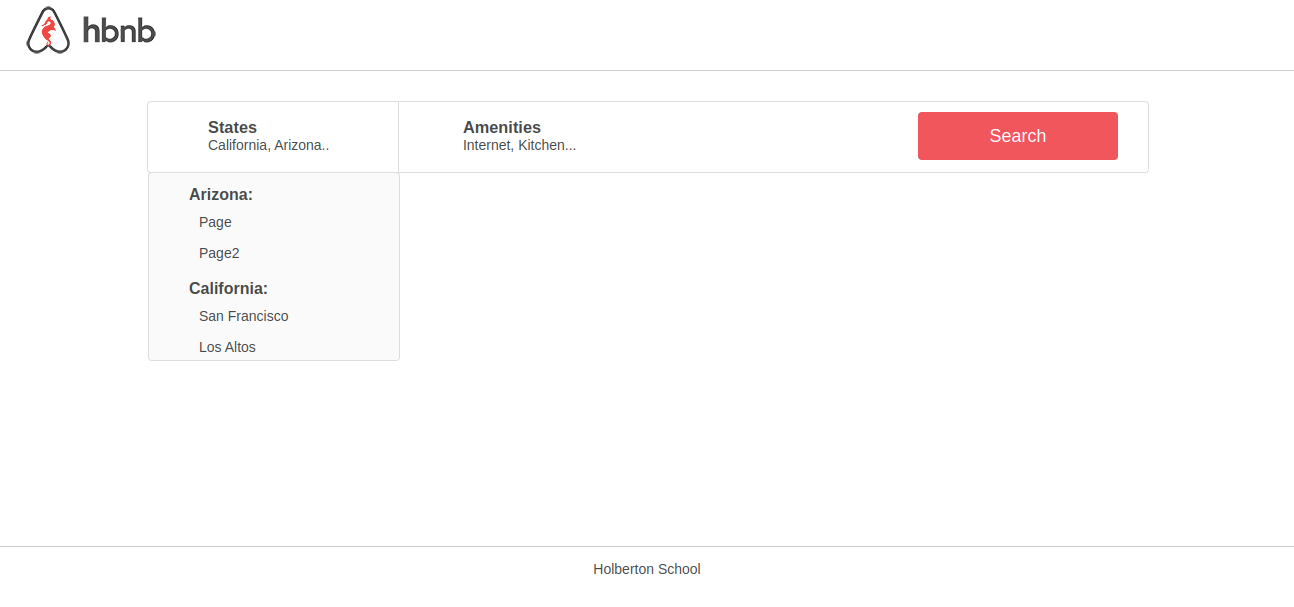 hbnb
States
California, Arizona..
Amenities
Internet, Kitchen...
Search
Arizona:
Page
Page2
California:
San Francisco
Los Altos
Holberton School